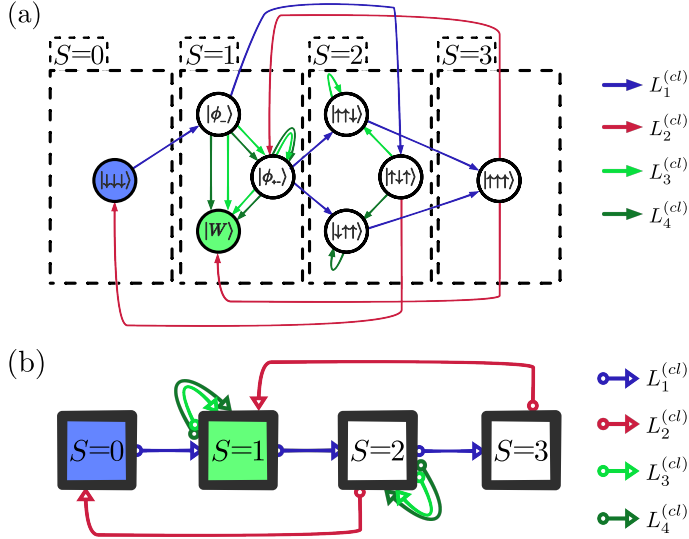 (a)
S=0 S=1 S=2 S=3
|ϕ₋⟩ |↑↑↓⟩
|↓↓↓⟩ |ϕ₊₋⟩ |↑↓↑⟩ |↑↑↑⟩
|W⟩ |↓↑↑⟩
L₁^(cl)
L₂^(cl)
L₃^(cl)
L₄^(cl)
(b)
S=0 S=1 S=2 S=3
L₁^(cl)
L₂^(cl)
L₃^(cl)
L₄^(cl)